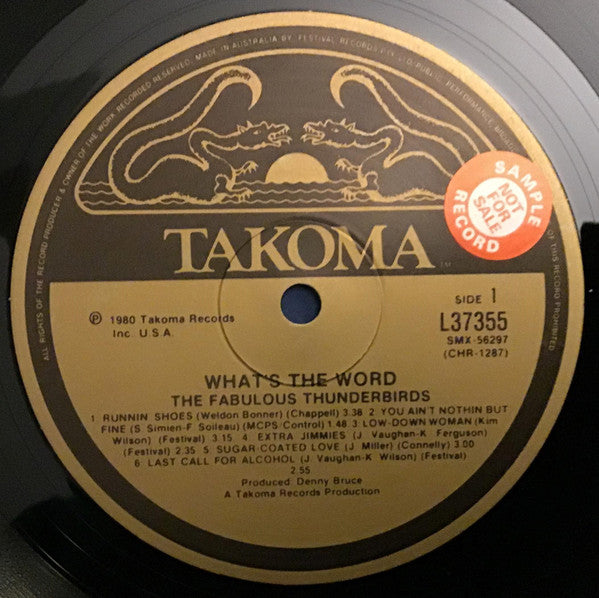 ALL RIGHTS OF THE RECORD PRODUCER & OWNER OF THE WORK RECORDED RESERVED. MADE IN AUSTRALIA BY FESTIVAL RECORDS PTY. LTD. PUBLIC PERFORMANCE OF THIS RECORD PROHIBITED
SAMPLE
NOT
FOR
SALE
RECORD
TAKOMA
TM
℗ 1980 Takoma Records
Inc. U.S.A.
SIDE 1
L37355
SMX-56297
(CHR-1287)
WHAT'S THE WORD
THE FABULOUS THUNDERBIRDS
1 RUNNIN SHOES (Weldon Bonner) (Chappell) 3.38 2. YOU AIN'T NOTHIN BUT
FINE (S. Simien-F Soileau) (MCPS/Control) 1.48 3: LOW-DOWN WOMAN (Kim
Wilson) (Festival) 3.15 4. EXTRA JIMMIES (J Vaughan-K Ferguson)
(Festival) 2.35 5. SUGAR-COATED LOVE (J. Miller) (Connelly) 3.00
6: LAST CALL FOR ALCOHOL (J. Vaughan-K Wilson) (Festival)
2.55
Produced: Denny Bruce
A Takoma Records Production